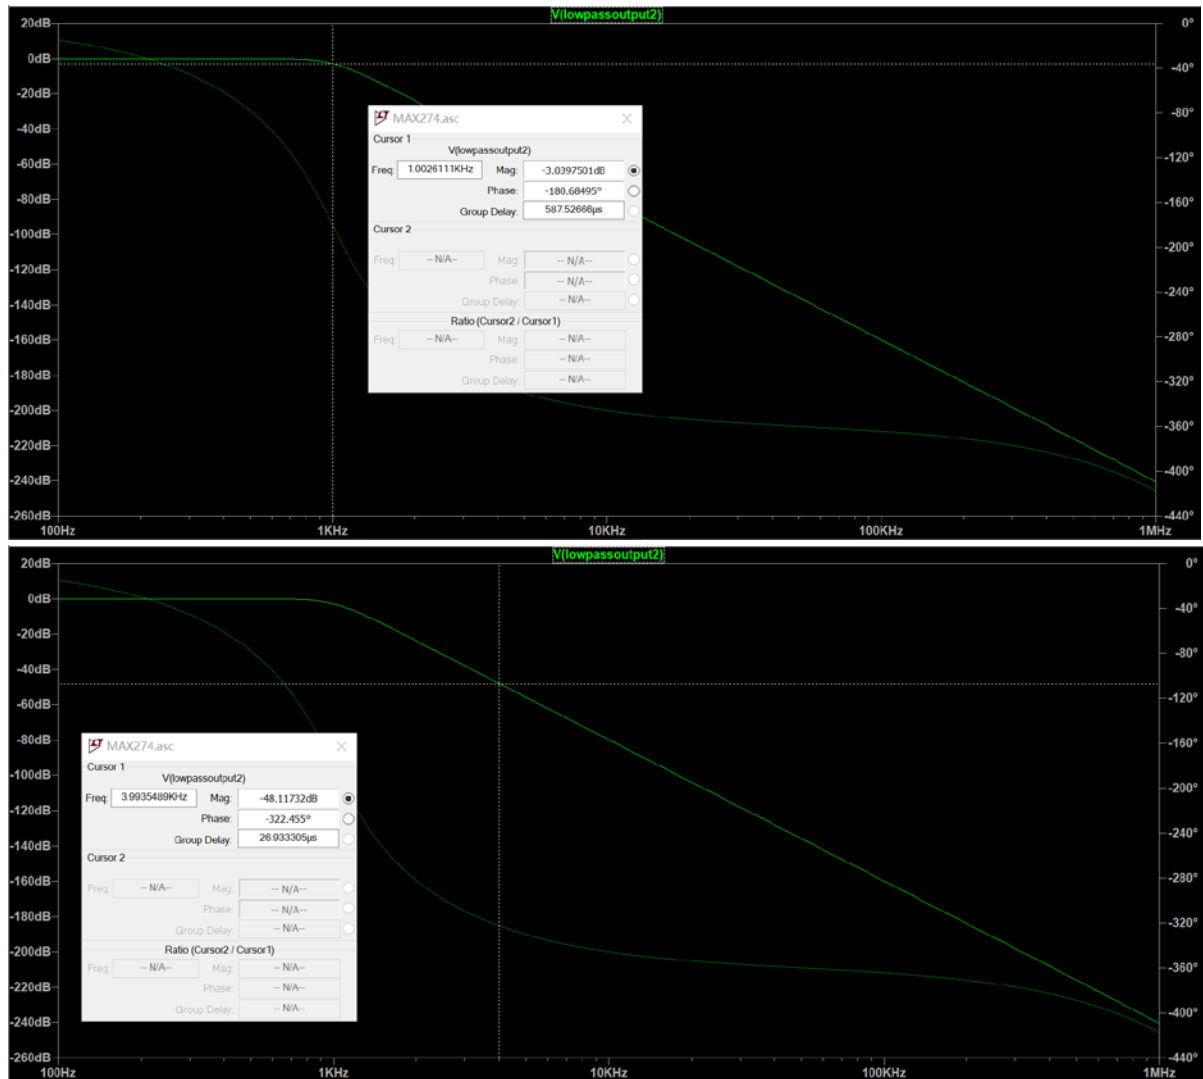 V(lowpassoutput2)
20dB 0°
0dB -40°
-20dB -80°
-40dB -120°
-60dB -160°
-80dB -200°
-100dB -240°
-120dB -280°
-140dB -320°
-160dB -360°
-180dB -400°
-200dB -440°
-220dB
-240dB
-260dB
100Hz 1KHz 10KHz 100KHz 1MHz
MAX274.asc
Cursor 1
V(lowpassoutput2)
Freq: 1.0026111KHz Mag: -3.0397501dB
Phase: -180.68495°
Group Delay: 587.52666µs
Cursor 2
Freq: -- N/A-- Mag: -- N/A--
Phase: -- N/A--
Group Delay: -- N/A--
Ratio (Cursor2 / Cursor1)
Freq: -- N/A-- Mag: -- N/A--
Phase: -- N/A--
Group Delay: -- N/A--
V(lowpassoutput2)
20dB 0°
0dB -40°
-20dB -80°
-40dB -120°
-60dB -160°
-80dB -200°
-100dB -240°
-120dB -280°
-140dB -320°
-160dB -360°
-180dB -400°
-200dB -440°
-220dB
-240dB
-260dB
100Hz 1KHz 10KHz 100KHz 1MHz
MAX274.asc
Cursor 1
V(lowpassoutput2)
Freq: 3.9935489KHz Mag: -48.11732dB
Phase: -322.455°
Group Delay: 26.933305µs
Cursor 2
Freq: -- N/A-- Mag: -- N/A--
Phase: -- N/A--
Group Delay: -- N/A--
Ratio (Cursor2 / Cursor1)
Freq: -- N/A-- Mag: -- N/A--
Phase: -- N/A--
Group Delay: -- N/A--